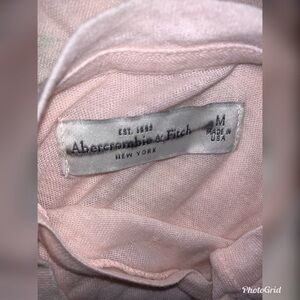 EST. 1892
Abercrombie & Fitch
NEW YORK
M
MADE IN
USA
PhotoGrid